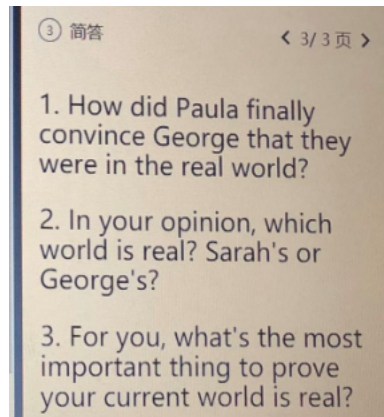 ③ 简答
< 3/3页 >
1. How did Paula finally
convince George that they
were in the real world?
2. In your opinion, which
world is real? Sarah's or
George's?
3. For you, what's the most
important thing to prove
your current world is real?